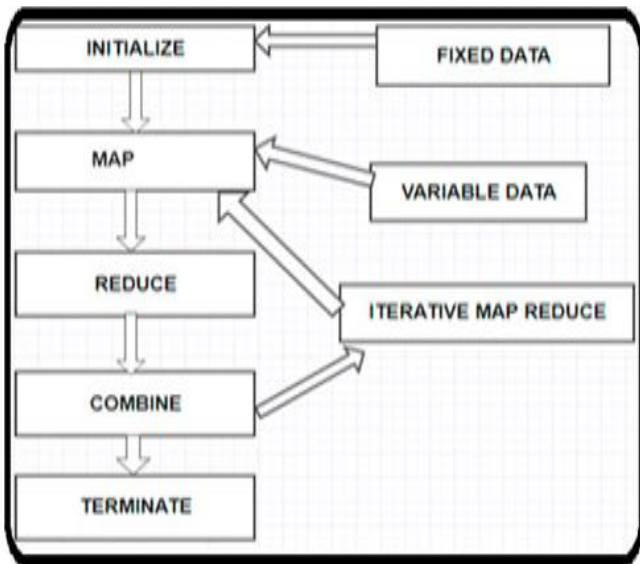 INITIALIZE
FIXED DATA
MAP
VARIABLE DATA
REDUCE
ITERATIVE MAP REDUCE
COMBINE
TERMINATE